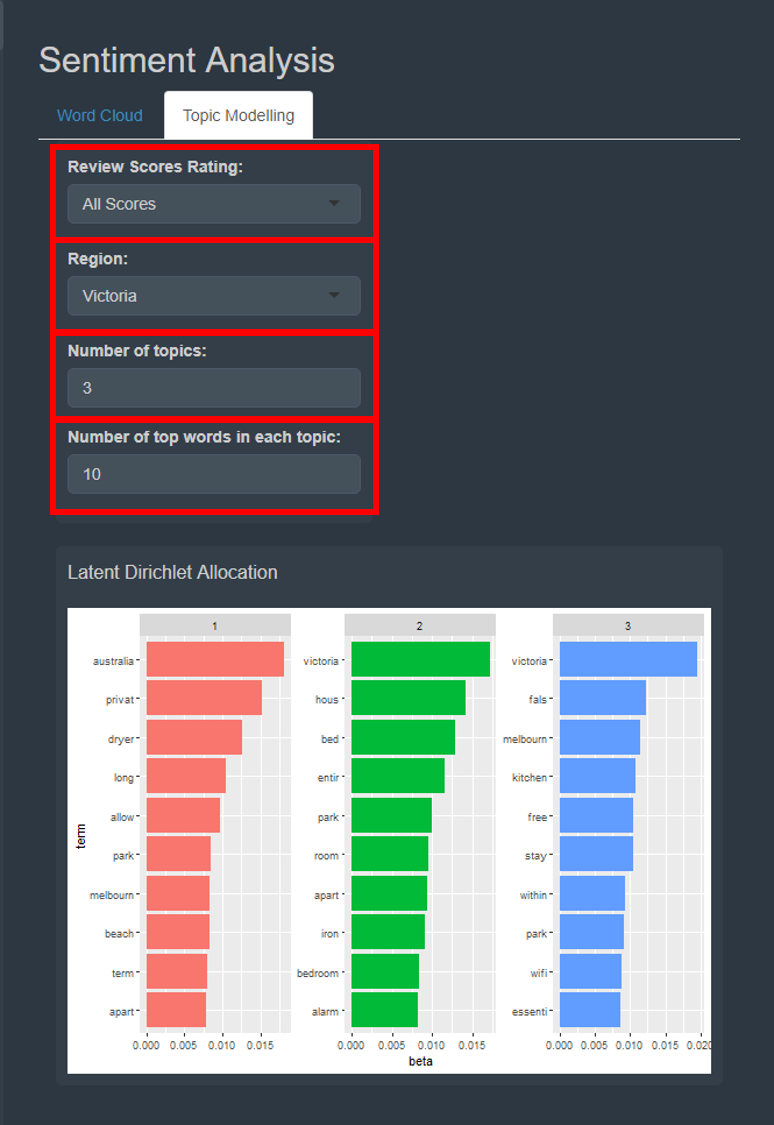 Sentiment Analysis
Word Cloud Topic Modelling
Review Scores Rating:
All Scores
Region:
Victoria
Number of topics:
3
Number of top words in each topic:
10
Latent Dirichlet Allocation
1
australia
privat
dryer
long
allow
park
melbourn
beach
term
apart
0.000 0.005 0.010 0.015
2
victoria
hous
bed
entir
park
room
apart
iron
bedroom
alarm
0.000 0.005 0.010 0.015
3
victoria
fals
melbourn
kitchen
free
stay
within
park
wifi
essenti
0.000 0.005 0.010 0.015 0.020
term
beta